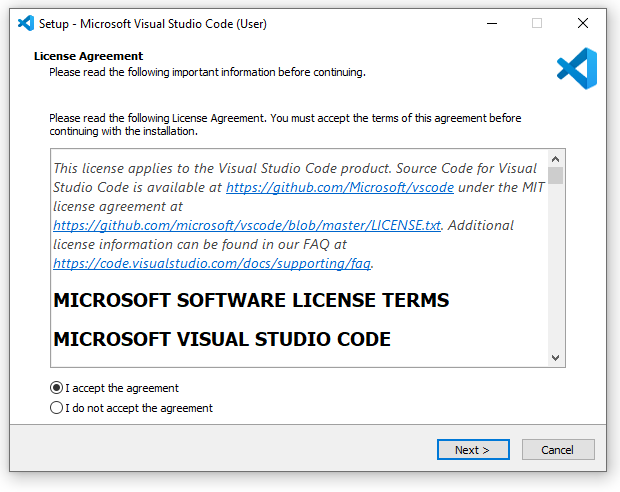 Setup - Microsoft Visual Studio Code (User)
License Agreement
Please read the following important information before continuing.
Please read the following License Agreement. You must accept the terms of this agreement before
continuing with the installation.
This license applies to the Visual Studio Code product. Source Code for Visual
Studio Code is available at https://github.com/Microsoft/vscode under the MIT
license agreement at
https://github.com/microsoft/vscode/blob/master/LICENSE.txt. Additional
license information can be found in our FAQ at
https://code.visualstudio.com/docs/supporting/faq.
MICROSOFT SOFTWARE LICENSE TERMS
MICROSOFT VISUAL STUDIO CODE
I accept the agreement
I do not accept the agreement
Next >
Cancel